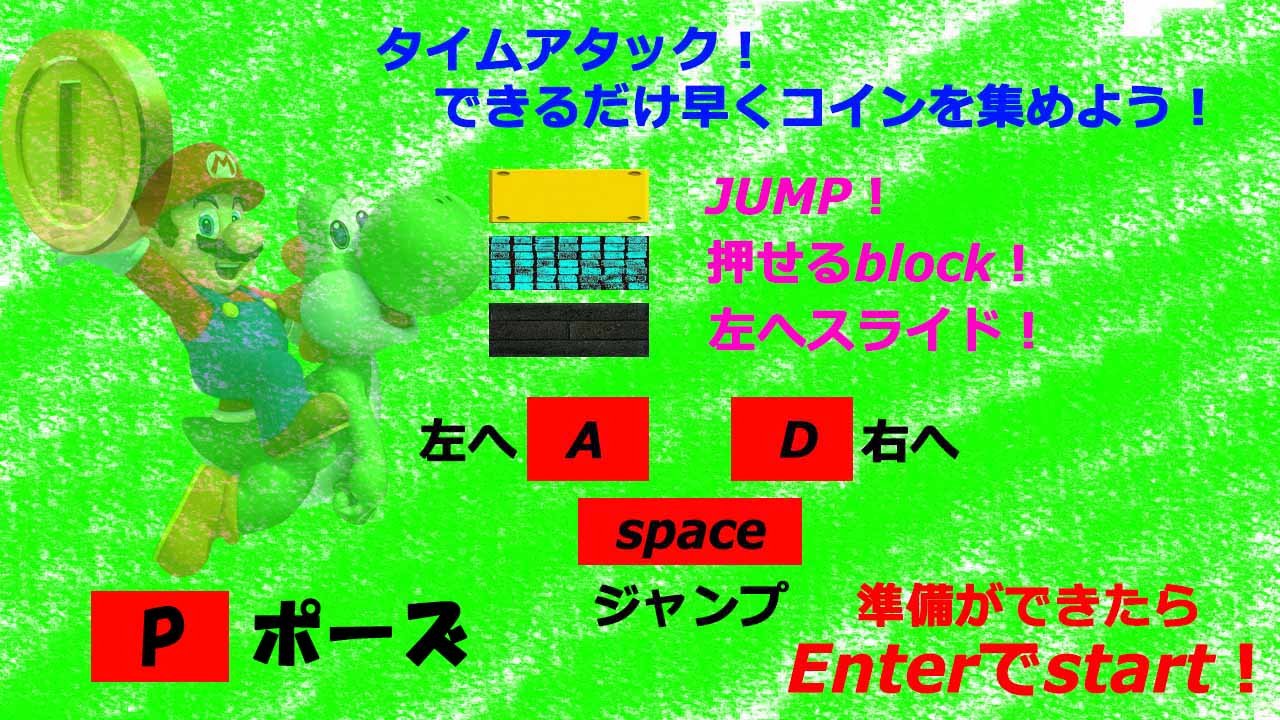 タイムアタック！
できるだけ早くコインを集めよう！
M
JUMP！
押せるblock！
左へスライド！
左へ A D 右へ
space
ジャンプ
P ポーズ
準備ができたら
Enterでstart！